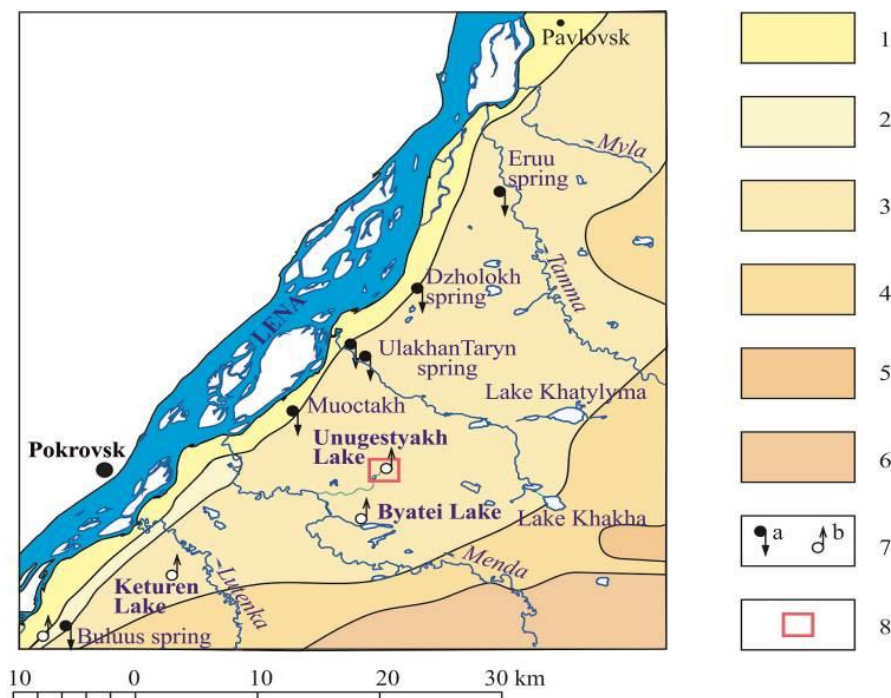 Pavlovsk
1
Myla
2
Eruu
spring
3
Tamma
Dzholokh
spring
4
LENA
UlakhanTaryn
spring
5
Lake Khatylyma
Muoctakh
Pokrovsk
Unugestyakh
Lake
6
Byatei Lake
Lake Khakha
a
b
7
Menda
Keturen
Lake
Lutenka
8
Buluus spring
10 0 10 20 30 km